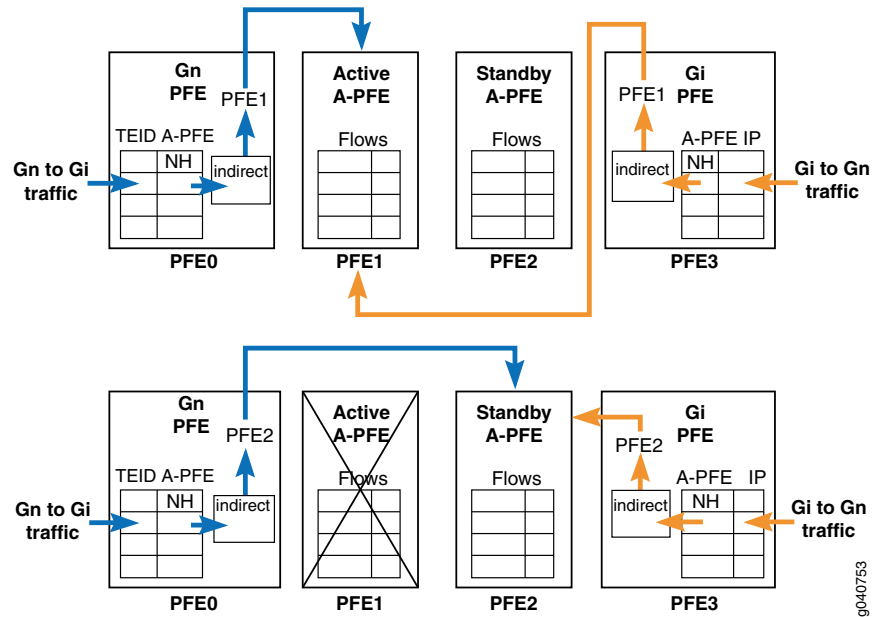 Gn
PFE
PFE1
TEID A-PFE
NH
indirect
Gn to Gi
traffic
PFE0
Active
A-PFE
Flows
PFE1
Standby
A-PFE
Flows
PFE2
Gi
PFE
PFE1
A-PFE IP
NH
indirect
Gi to Gn
traffic
PFE3
Gn
PFE
PFE2
TEID A-PFE
NH
indirect
Gn to Gi
traffic
PFE0
Active
A-PFE
Flows
PFE1
Standby
A-PFE
Flows
PFE2
Gi
PFE
PFE2
A-PFE IP
NH
indirect
Gi to Gn
traffic
PFE3
g040753